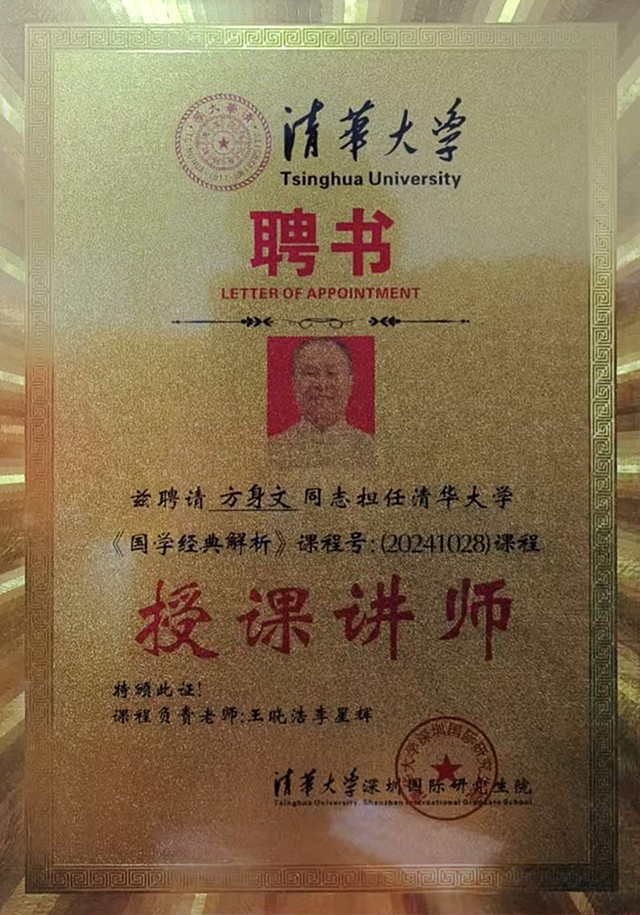 清華大学
Tsinghua University
聘书
LETTER OF APPOINTMENT
兹聘请 方身文 同志担任清华大学
《国学经典解析》课程号:(20241028)课程
授课讲师
特颁此证!
课程负责老师:王晓浩李星辉
清華大学深圳国际研究生院
Tsinghua University, Shenzhen International Graduate School